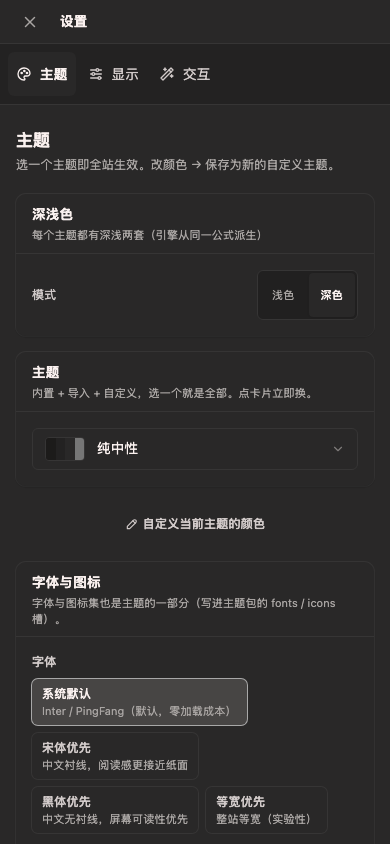 设置
主题 显示 交互
主题
选一个主题即全站生效。改颜色 → 保存为新的自定义主题。
深浅色
每个主题都有深浅两套（引擎从同一公式派生）
模式 浅色 深色
主题
内置 + 导入 + 自定义，选一个就是全部。点卡片立即换。
纯中性
自定义当前主题的颜色
字体与图标
字体与图标集也是主题的一部分（写进主题包的 fonts / icons
槽）。
字体
系统默认
Inter / PingFang（默认，零加载成本）
宋体优先
中文衬线，阅读感更接近纸面
黑体优先 等宽优先
中文无衬线，屏幕可读性优先 整站等宽（实验性）